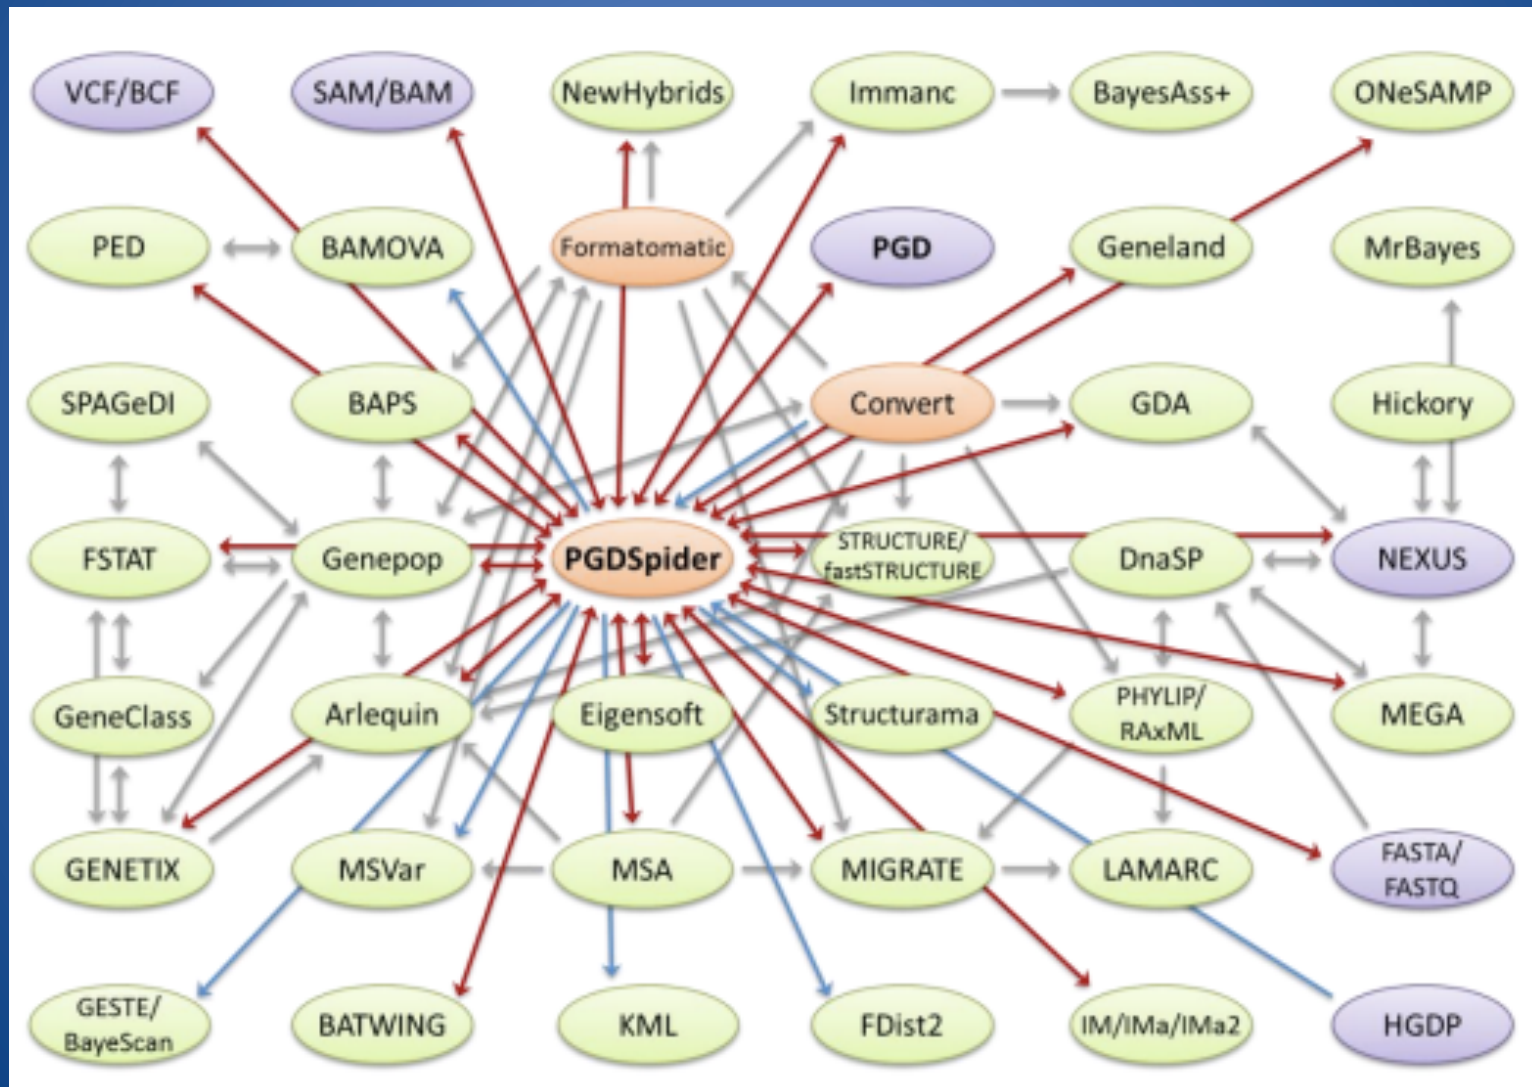 VCF/BCF
SAM/BAM
NewHybrids
Immanc
BayesAss+
ONeSAMP
PED
BAMOVA
Formatomatic
PGD
Geneland
MrBayes
SPAGeDI
BAPS
Convert
GDA
Hickory
FSTAT
Genepop
PGDSpider
STRUCTURE/
fastSTRUCTURE
DnaSP
NEXUS
GeneClass
Arlequin
Eigensoft
Structurama
PHYLIP/
RAxML
MEGA
GENETIX
MSVar
MSA
MIGRATE
LAMARC
FASTA/
FASTQ
GESTE/
BayeScan
BATWING
KML
FDist2
IM/IMa/IMa2
HGDP